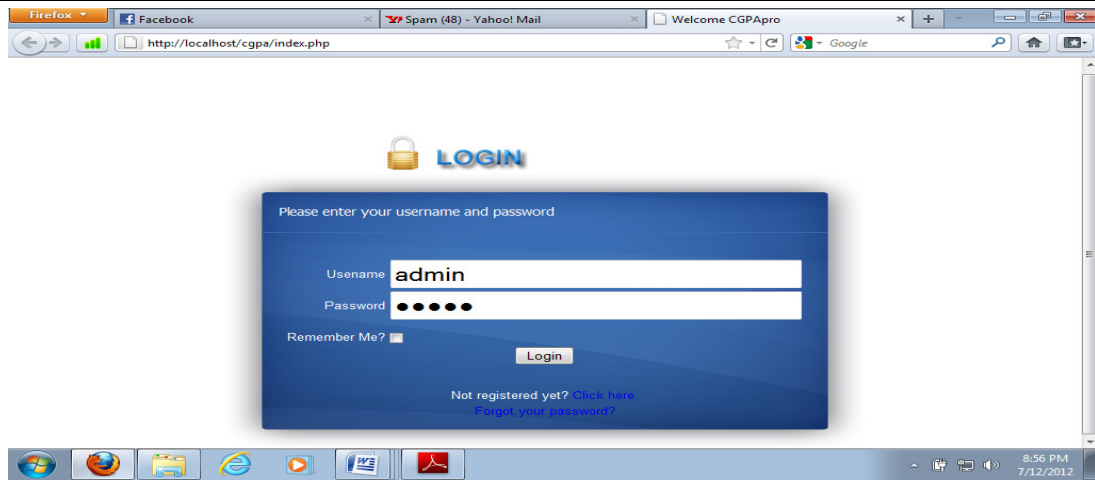 Firefox
Facebook
Spam (48) - Yahoo! Mail
Welcome CGPApro
http://localhost/cgpa/index.php
Google
LOGIN
Please enter your username and password
Usename admin
Password •••••
Remember Me?
Login
Not registered yet? Click here.
Forgot your password?
8:56 PM
7/12/2012